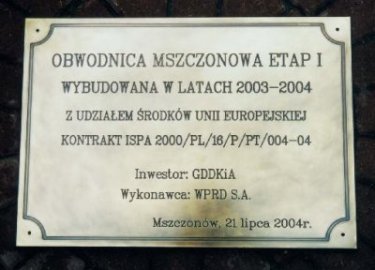 OBWODNICA MSZCZONOWA ETAP I
WYBUDOWANA W LATACH 2003-2004
Z UDZIAŁEM ŚRODKÓW UNII EUROPEJSKIEJ
KONTRAKT ISPA 2000/PL/16/P/PT/004-04
Inwestor: GDDKiA
Wykonawca: WPRD S.A.
Mszczonów, 21 lipca 2004r.